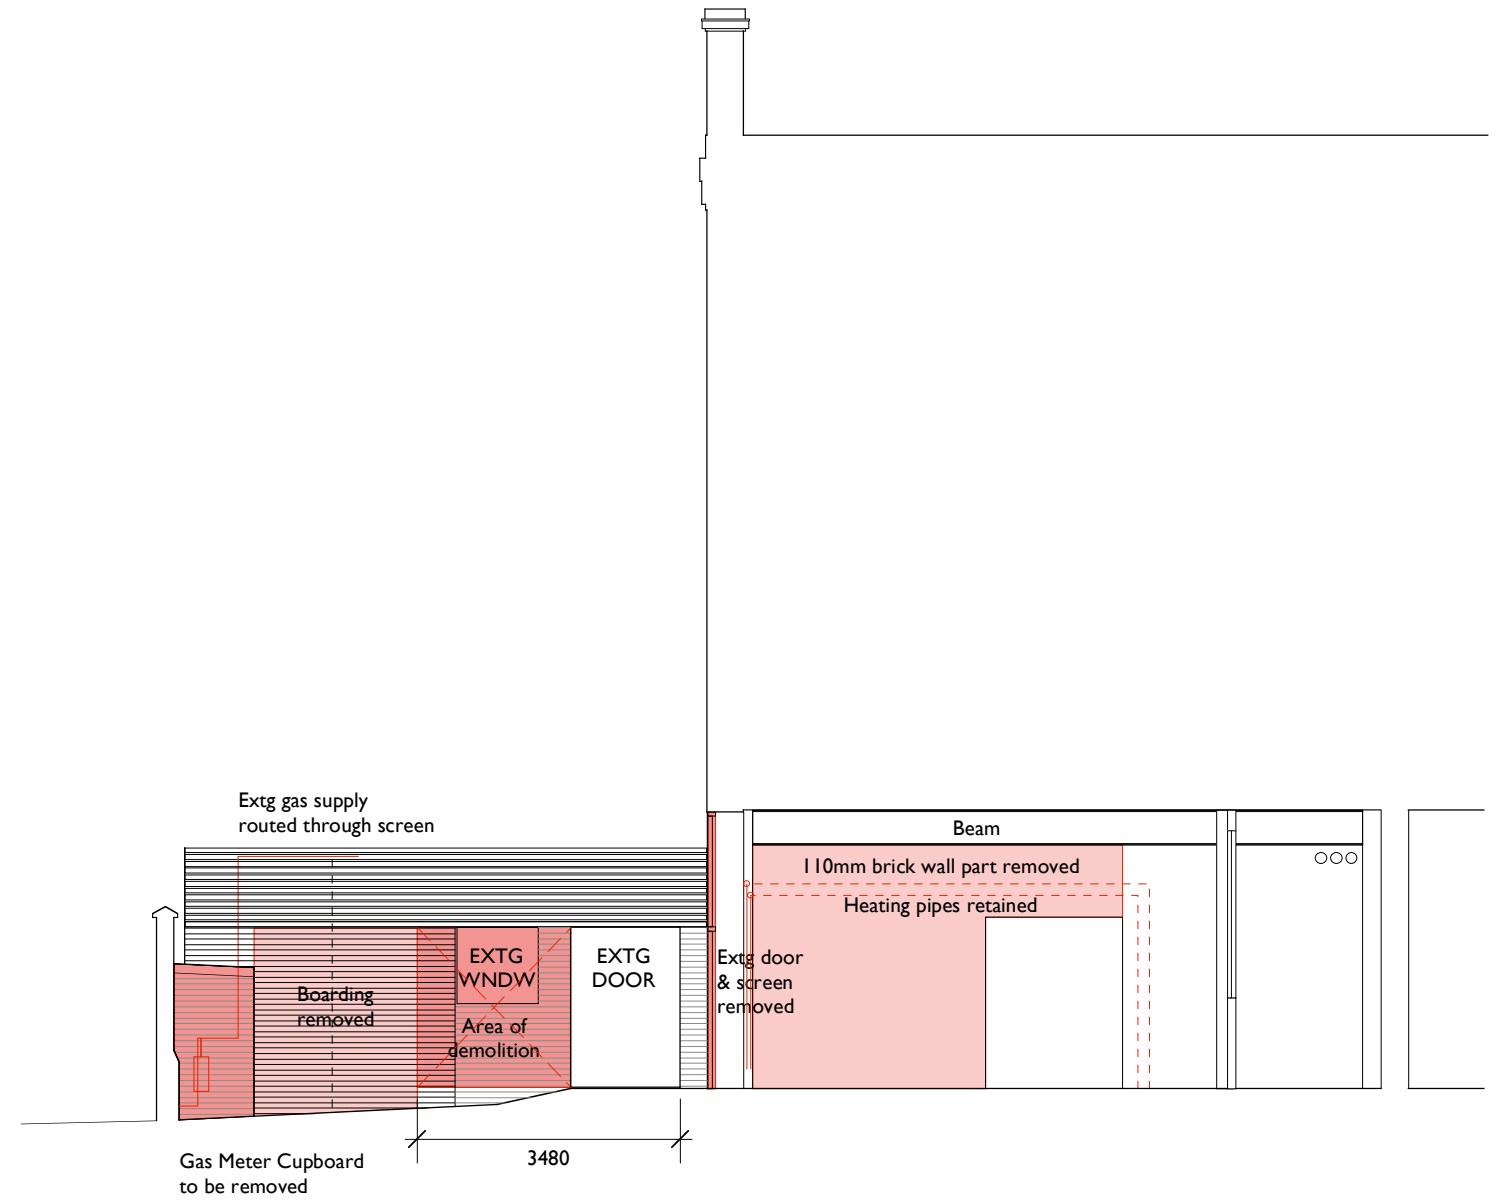 Extg gas supply
routed through screen
Beam
110mm brick wall part removed
Heating pipes retained
EXTG
WNDW
EXTG
DOOR
Extg door
& screen
removed
Boarding
removed
Area of
demolition
3480
Gas Meter Cupboard
to be removed